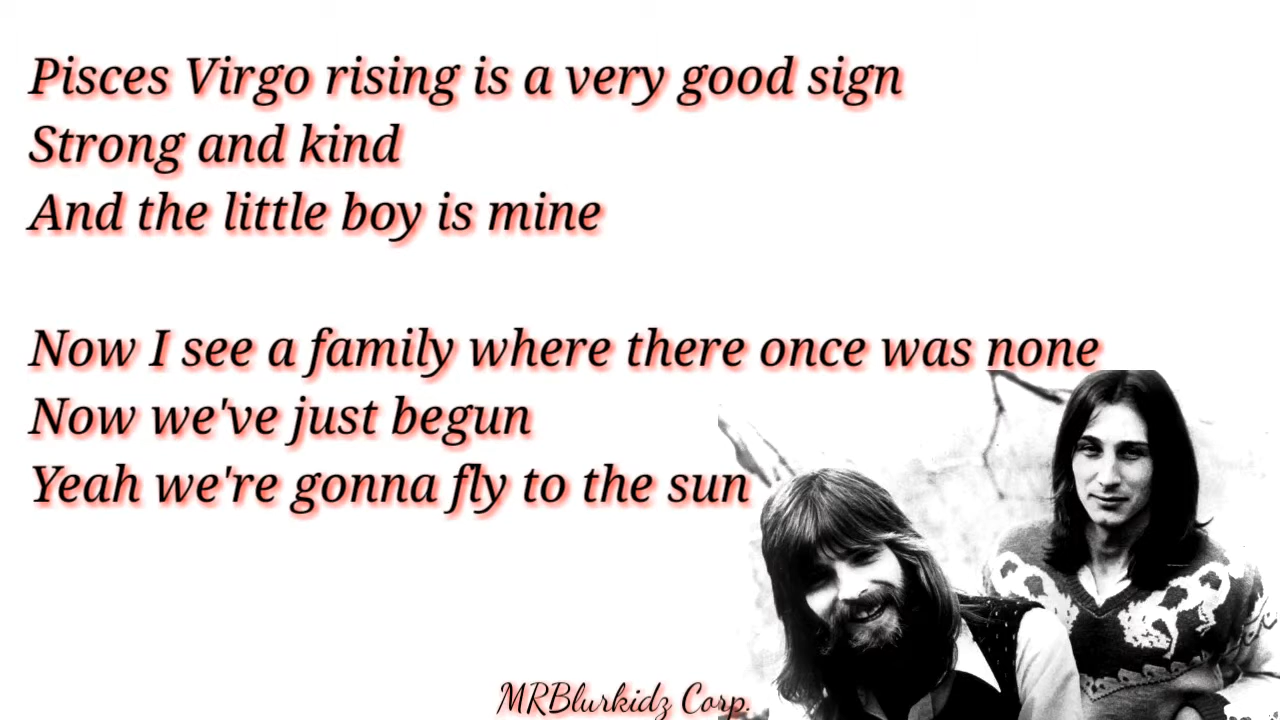 Pisces Virgo rising is a very good sign
Strong and kind
And the little boy is mine
Now I see a family where there once was none
Now we've just begun
Yeah we're gonna fly to the sun
MRBlurkidz Corp.